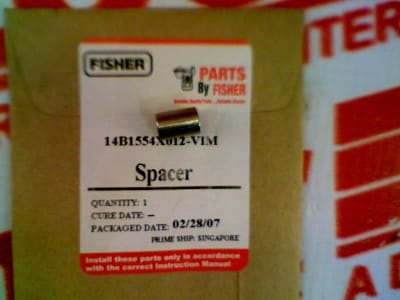 FISHER
PARTS
By FISHER
14B1554X012-VIM
Spacer
QUANTITY: 1
CURE DATE: --
PACKAGED DATE: 02/28/07
PRIME SHIP: SINGAPORE
Install these parts only in accordance
with the correct Instruction Manual